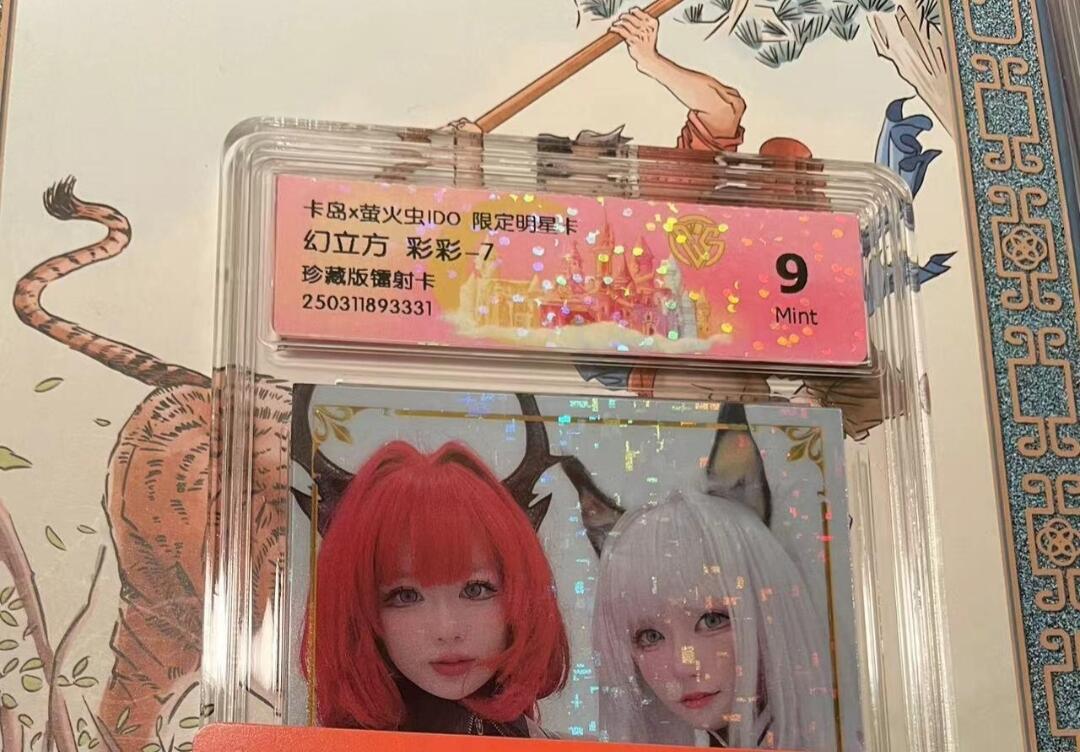 卡岛×萤火虫IDO 限定明星卡
幻立方 彩彩-7
珍藏版镭射卡
250311893331
9
Mint